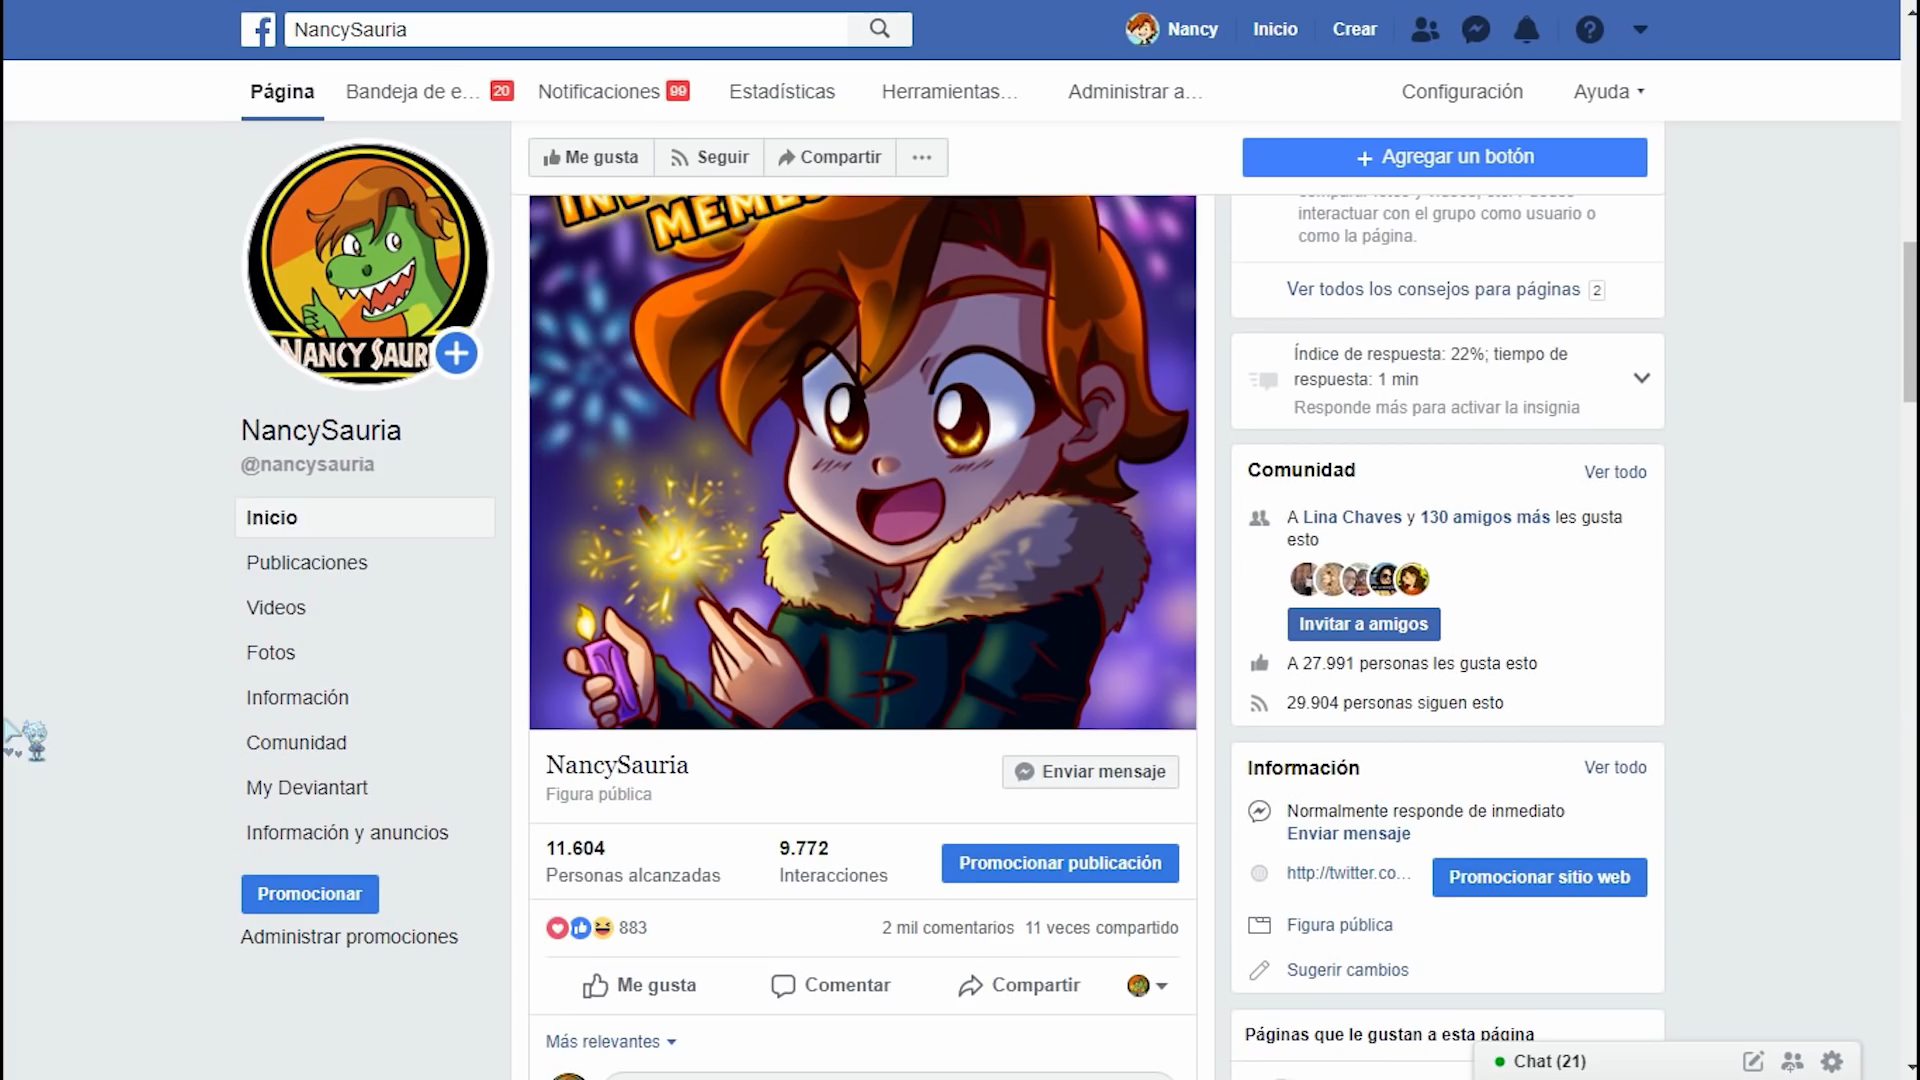 NancySauria
Nancy
Inicio
Crear
Página
Bandeja de e...
20
Notificaciones
99
Estadísticas
Herramientas...
Administrar a...
Configuración
Ayuda
Me gusta
Seguir
Compartir
+ Agregar un botón
MEMES
NANCY SAURI
NancySauria
@nancysauria
Inicio
Publicaciones
Videos
Fotos
Información
Comunidad
My Deviantart
Información y anuncios
Promocionar
Administrar promociones
NancySauria
Figura pública
Enviar mensaje
11.604
Personas alcanzadas
9.772
Interacciones
Promocionar publicación
883
2 mil comentarios
11 veces compartido
Me gusta
Comentar
Compartir
Más relevantes
interactuar con el grupo como usuario o
como la página.
Ver todos los consejos para páginas 2
Índice de respuesta: 22%; tiempo de
respuesta: 1 min
Responde más para activar la insignia
Comunidad
Ver todo
A Lina Chaves y 130 amigos más les gusta
esto
Invitar a amigos
A 27.991 personas les gusta esto
29.904 personas siguen esto
Información
Ver todo
Normalmente responde de inmediato
Enviar mensaje
http://twitter.co...
Promocionar sitio web
Figura pública
Sugerir cambios
Páginas que le gustan a esta página
Chat (21)